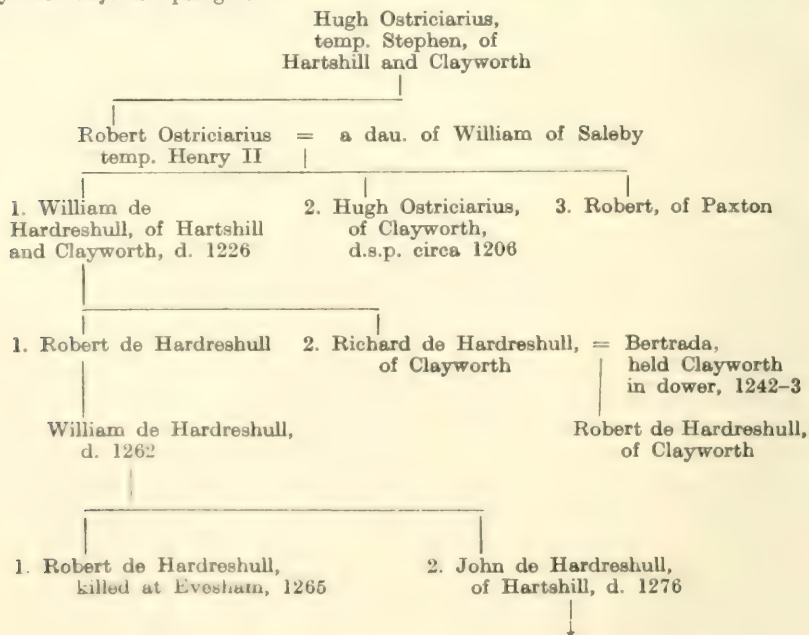 Hugh Ostriciarius,
temp. Stephen, of
Hartshill and Clayworth
Robert Ostriciarius = a dau. of William of Saleby
temp. Henry II
1. William de
Hardreshull, of Hartshill
and Clayworth, d. 1226
2. Hugh Ostriciarius,
of Clayworth,
d.s.p. circa 1206
3. Robert, of Paxton
1. Robert de Hardreshull
2. Richard de Hardreshull, =
of Clayworth
Bertrada,
held Clayworth
in dower, 1242–3
William de Hardreshull,
d. 1262
Robert de Hardreshull,
of Clayworth
1. Robert de Hardreshull,
killed at Evesham, 1265
2. John de Hardreshull,
of Hartshill, d. 1276